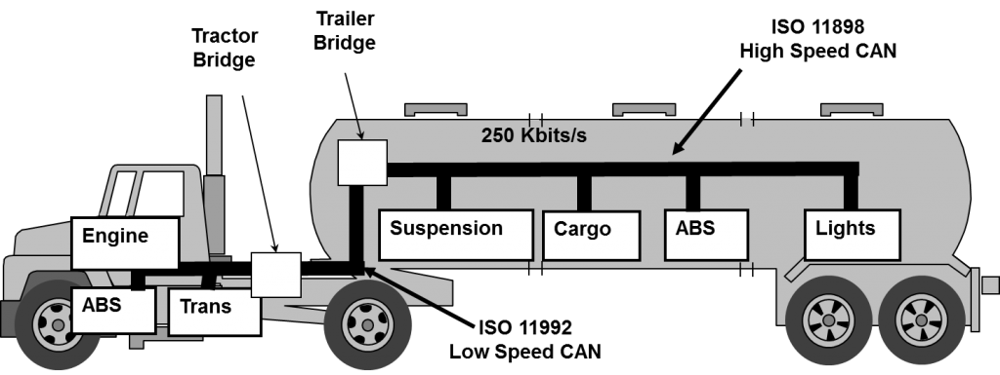 Tractor
Bridge
Trailer
Bridge
ISO 11898
High Speed CAN
250 Kbits/s
Engine
Suspension
Cargo
ABS
Lights
ABS
Trans
ISO 11992
Low Speed CAN